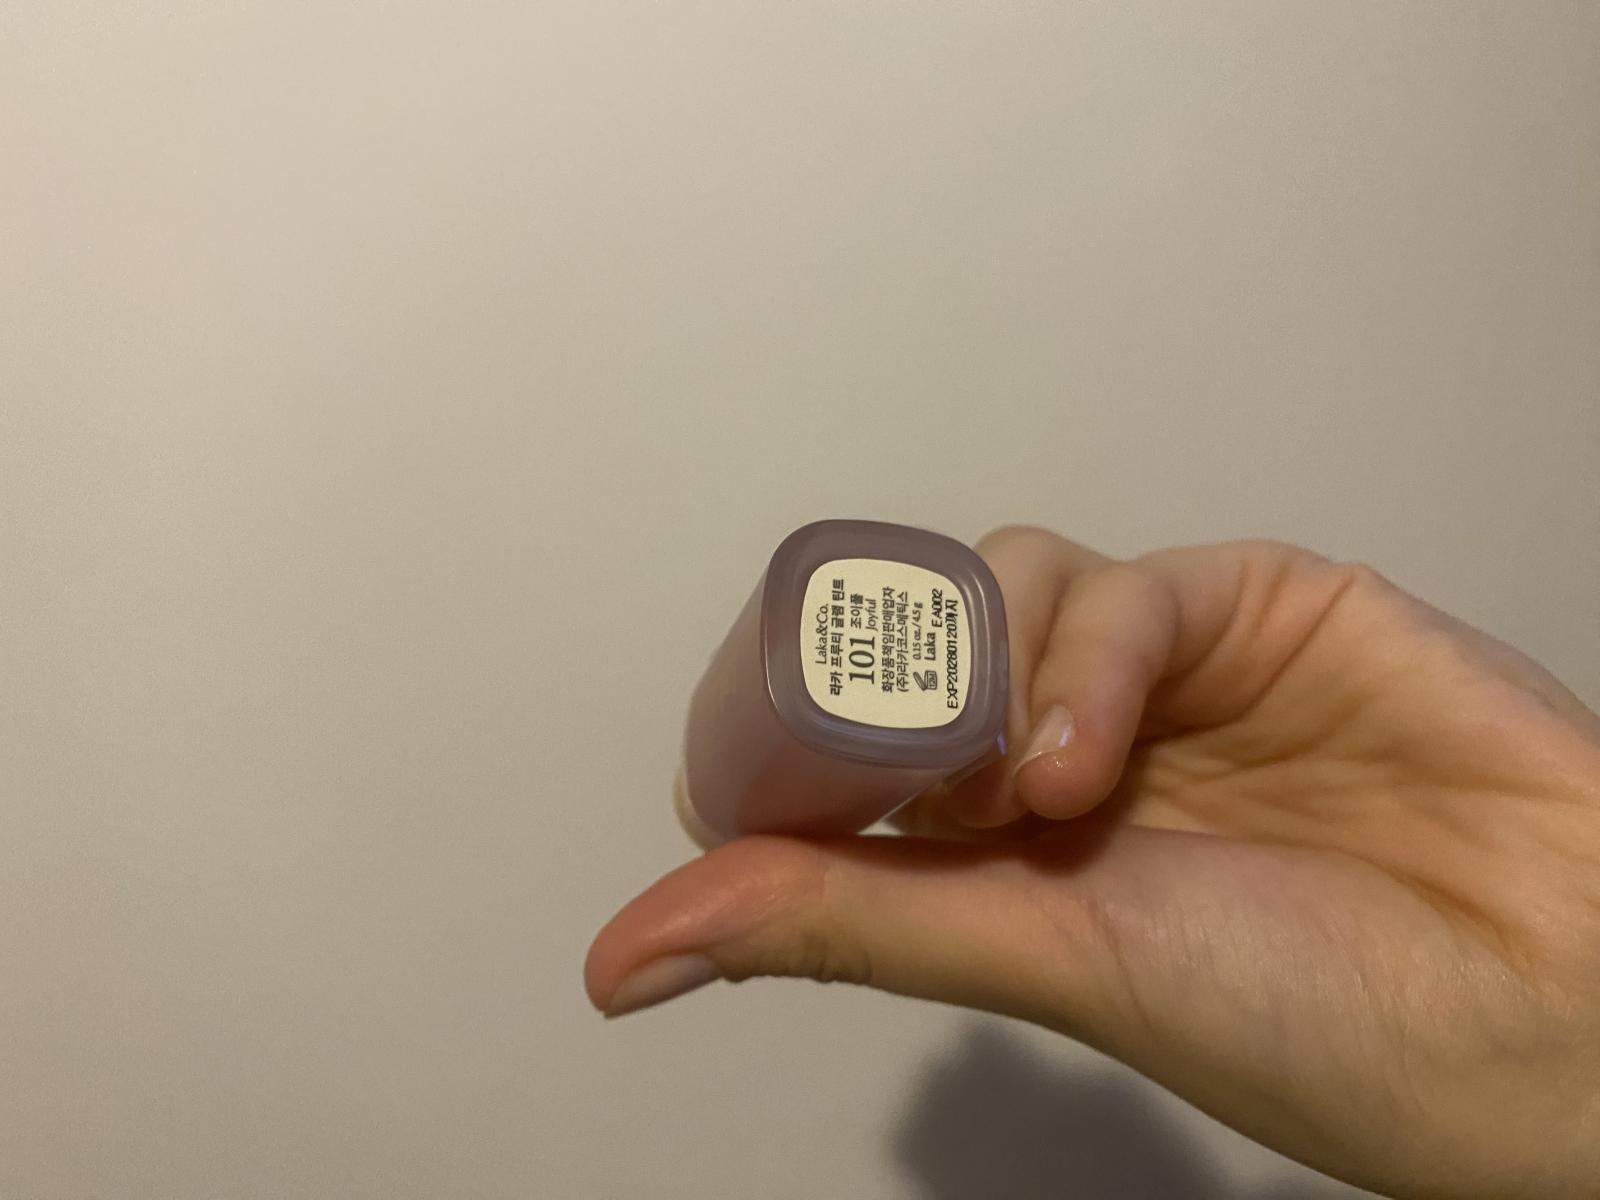 Laka&Co.
라카 프루티 글램 틴트
101 조이풀
Joyful
화장품책임판매업자
(주)라카코스메틱스
0.15 oz./4.5 g
12M Laka EA002
EXP20280120까지